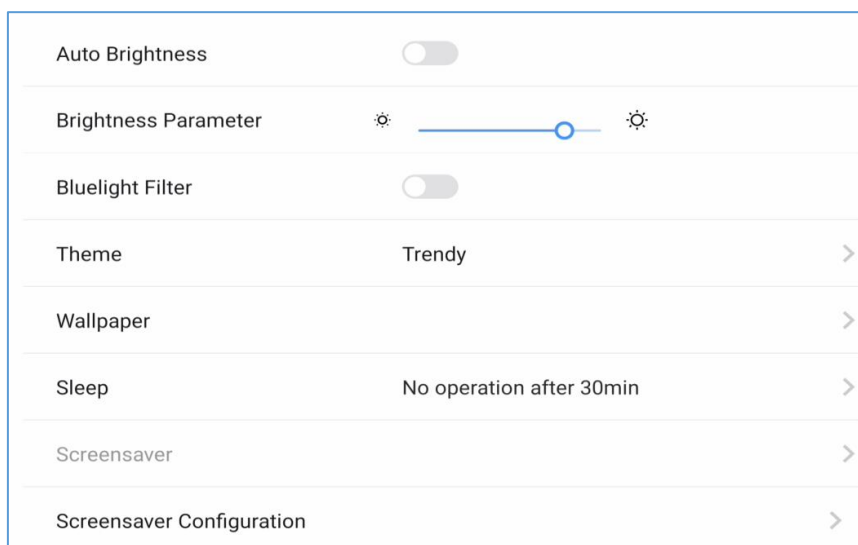 Auto Brightness
Brightness Parameter
Bluelight Filter
Theme Trendy
Wallpaper
Sleep No operation after 30min
Screensaver
Screensaver Configuration